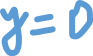 y = 0